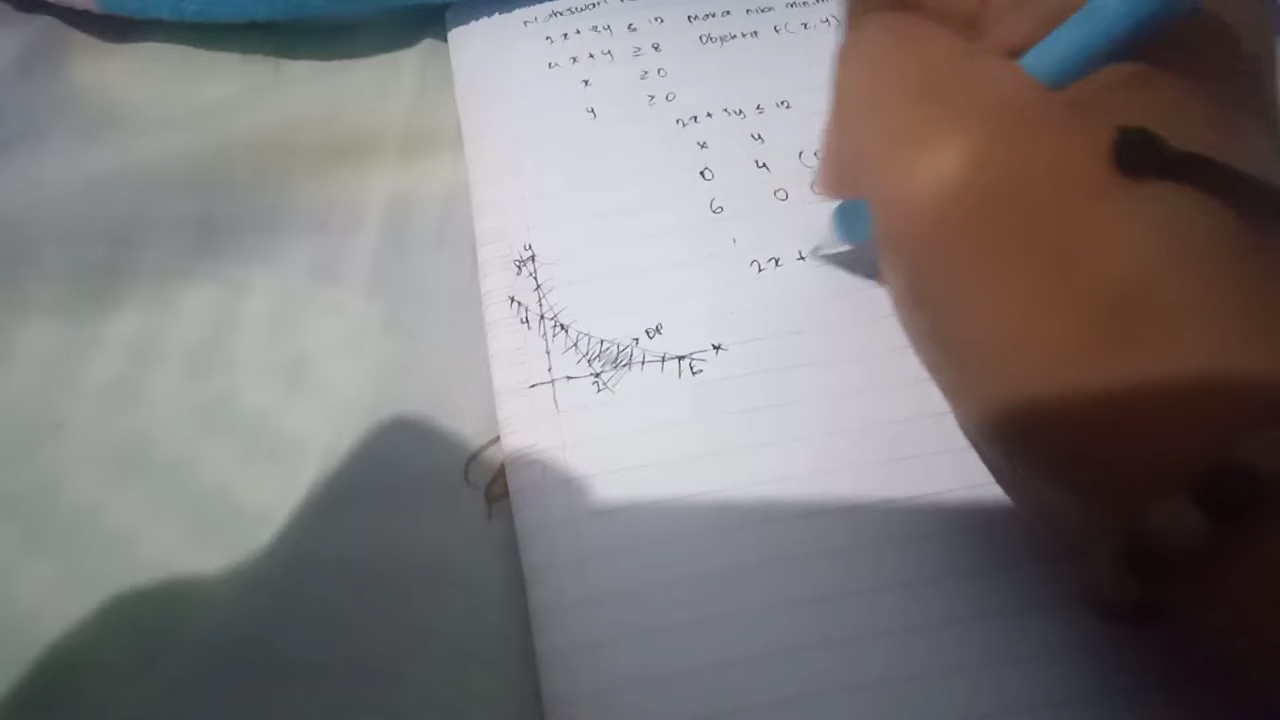 2x + 3y ≤ 12 Maka nilai minim
4x + y ≥ 8 Objektif f(x,y)
x ≥ 0
y ≥ 0
2x + 3y ≤ 12
x y
0 4 (
6 0 (
2x +
y
8
4
DP
x
2 6